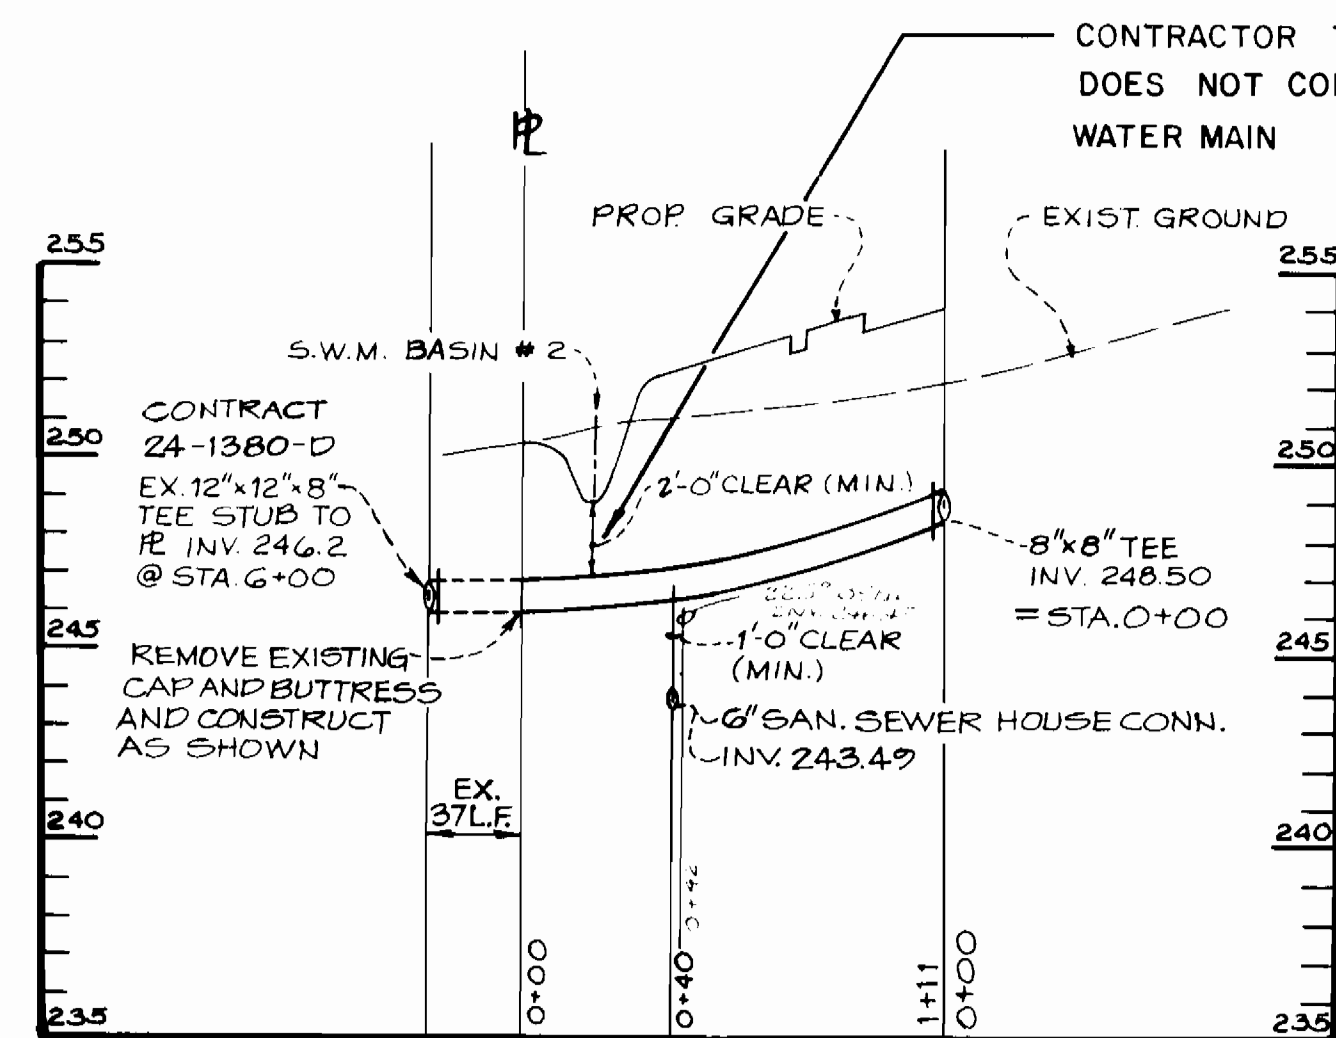 CONTRACTOR
DOES NOT
WATER MAIN
℞
PROP. GRADE
EXIST. GROUND
255
255
S.W.M. BASIN # 2
CONTRACT
24-1380-D
250
250
EX. 12"x12"x8"
TEE STUB TO
℄ INV. 246.2
@ STA. 6+00
2'-0" CLEAR (MIN.)
8"x8" TEE
INV. 248.50
= STA. 0+00
245
245
1'-0" CLEAR
(MIN.)
REMOVE EXISTING
CAP AND BUTTRESS
AND CONSTRUCT
AS SHOWN
6" SAN. SEWER HOUSE CONN.
INV. 243.49
EX.
37 L.F.
240
240
0+42
0+00
0+40
1+11
0+00
235
235